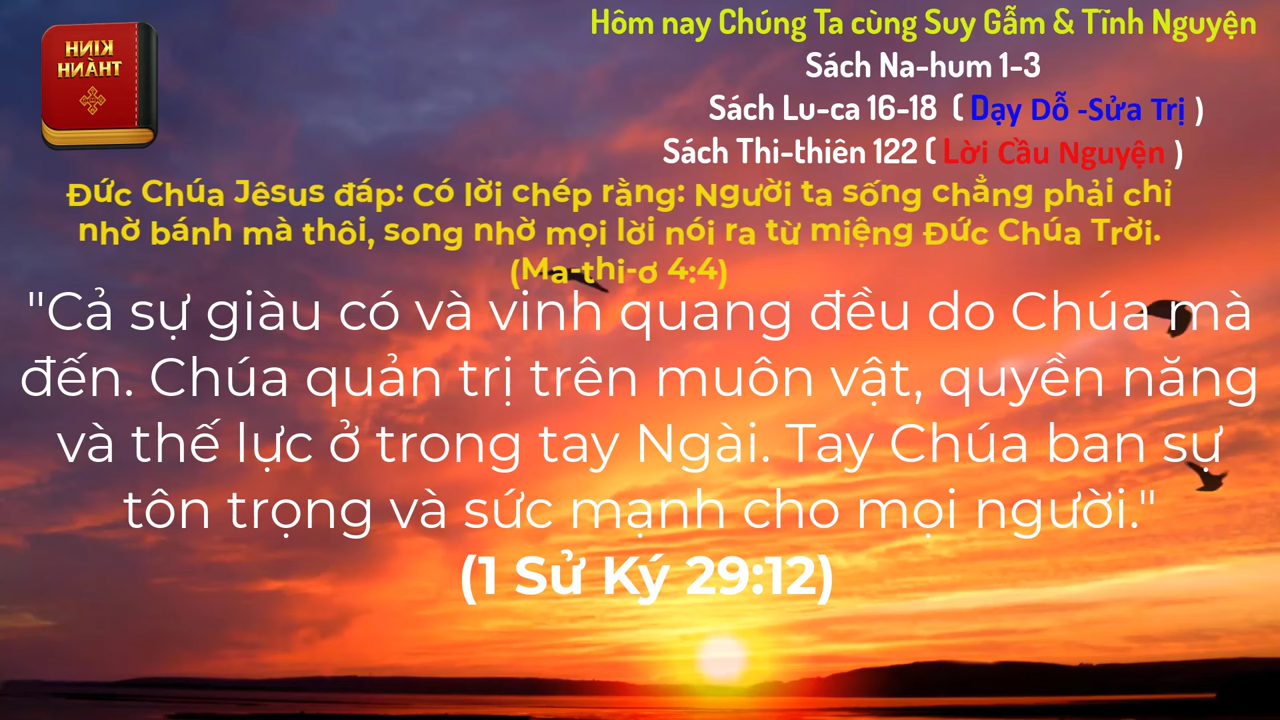 KINH
THÀNH
Hôm nay Chúng Ta cùng Suy Gẫm & Tĩnh Nguyện
Sách Na-hum 1-3
Sách Lu-ca 16-18 ( Dạy Dỗ -Sửa Trị )
Sách Thi-thiên 122 ( Lời Cầu Nguyện )
Đức Chúa Jêsus đáp: Có lời chép rằng: Người ta sống chẳng phải chỉ
nhờ bánh mà thôi, song nhờ mọi lời nói ra từ miệng Đức Chúa Trời.
(Ma-thi-ơ 4:4)
"Cả sự giàu có và vinh quang đều do Chúa mà
đến. Chúa quản trị trên muôn vật, quyền năng
và thế lực ở trong tay Ngài. Tay Chúa ban sự
tôn trọng và sức mạnh cho mọi người."
(1 Sử Ký 29:12)